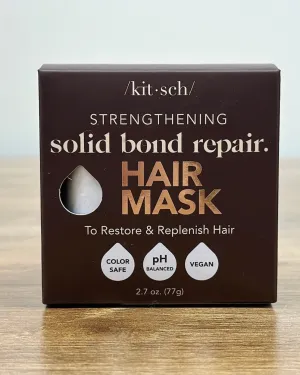 /kit·sch/
STRENGTHENING
solid bond repair.
HAIR
MASK
To Restore & Replenish Hair
COLOR
SAFE
pH
BALANCED
VEGAN
2.7 oz. (77g)